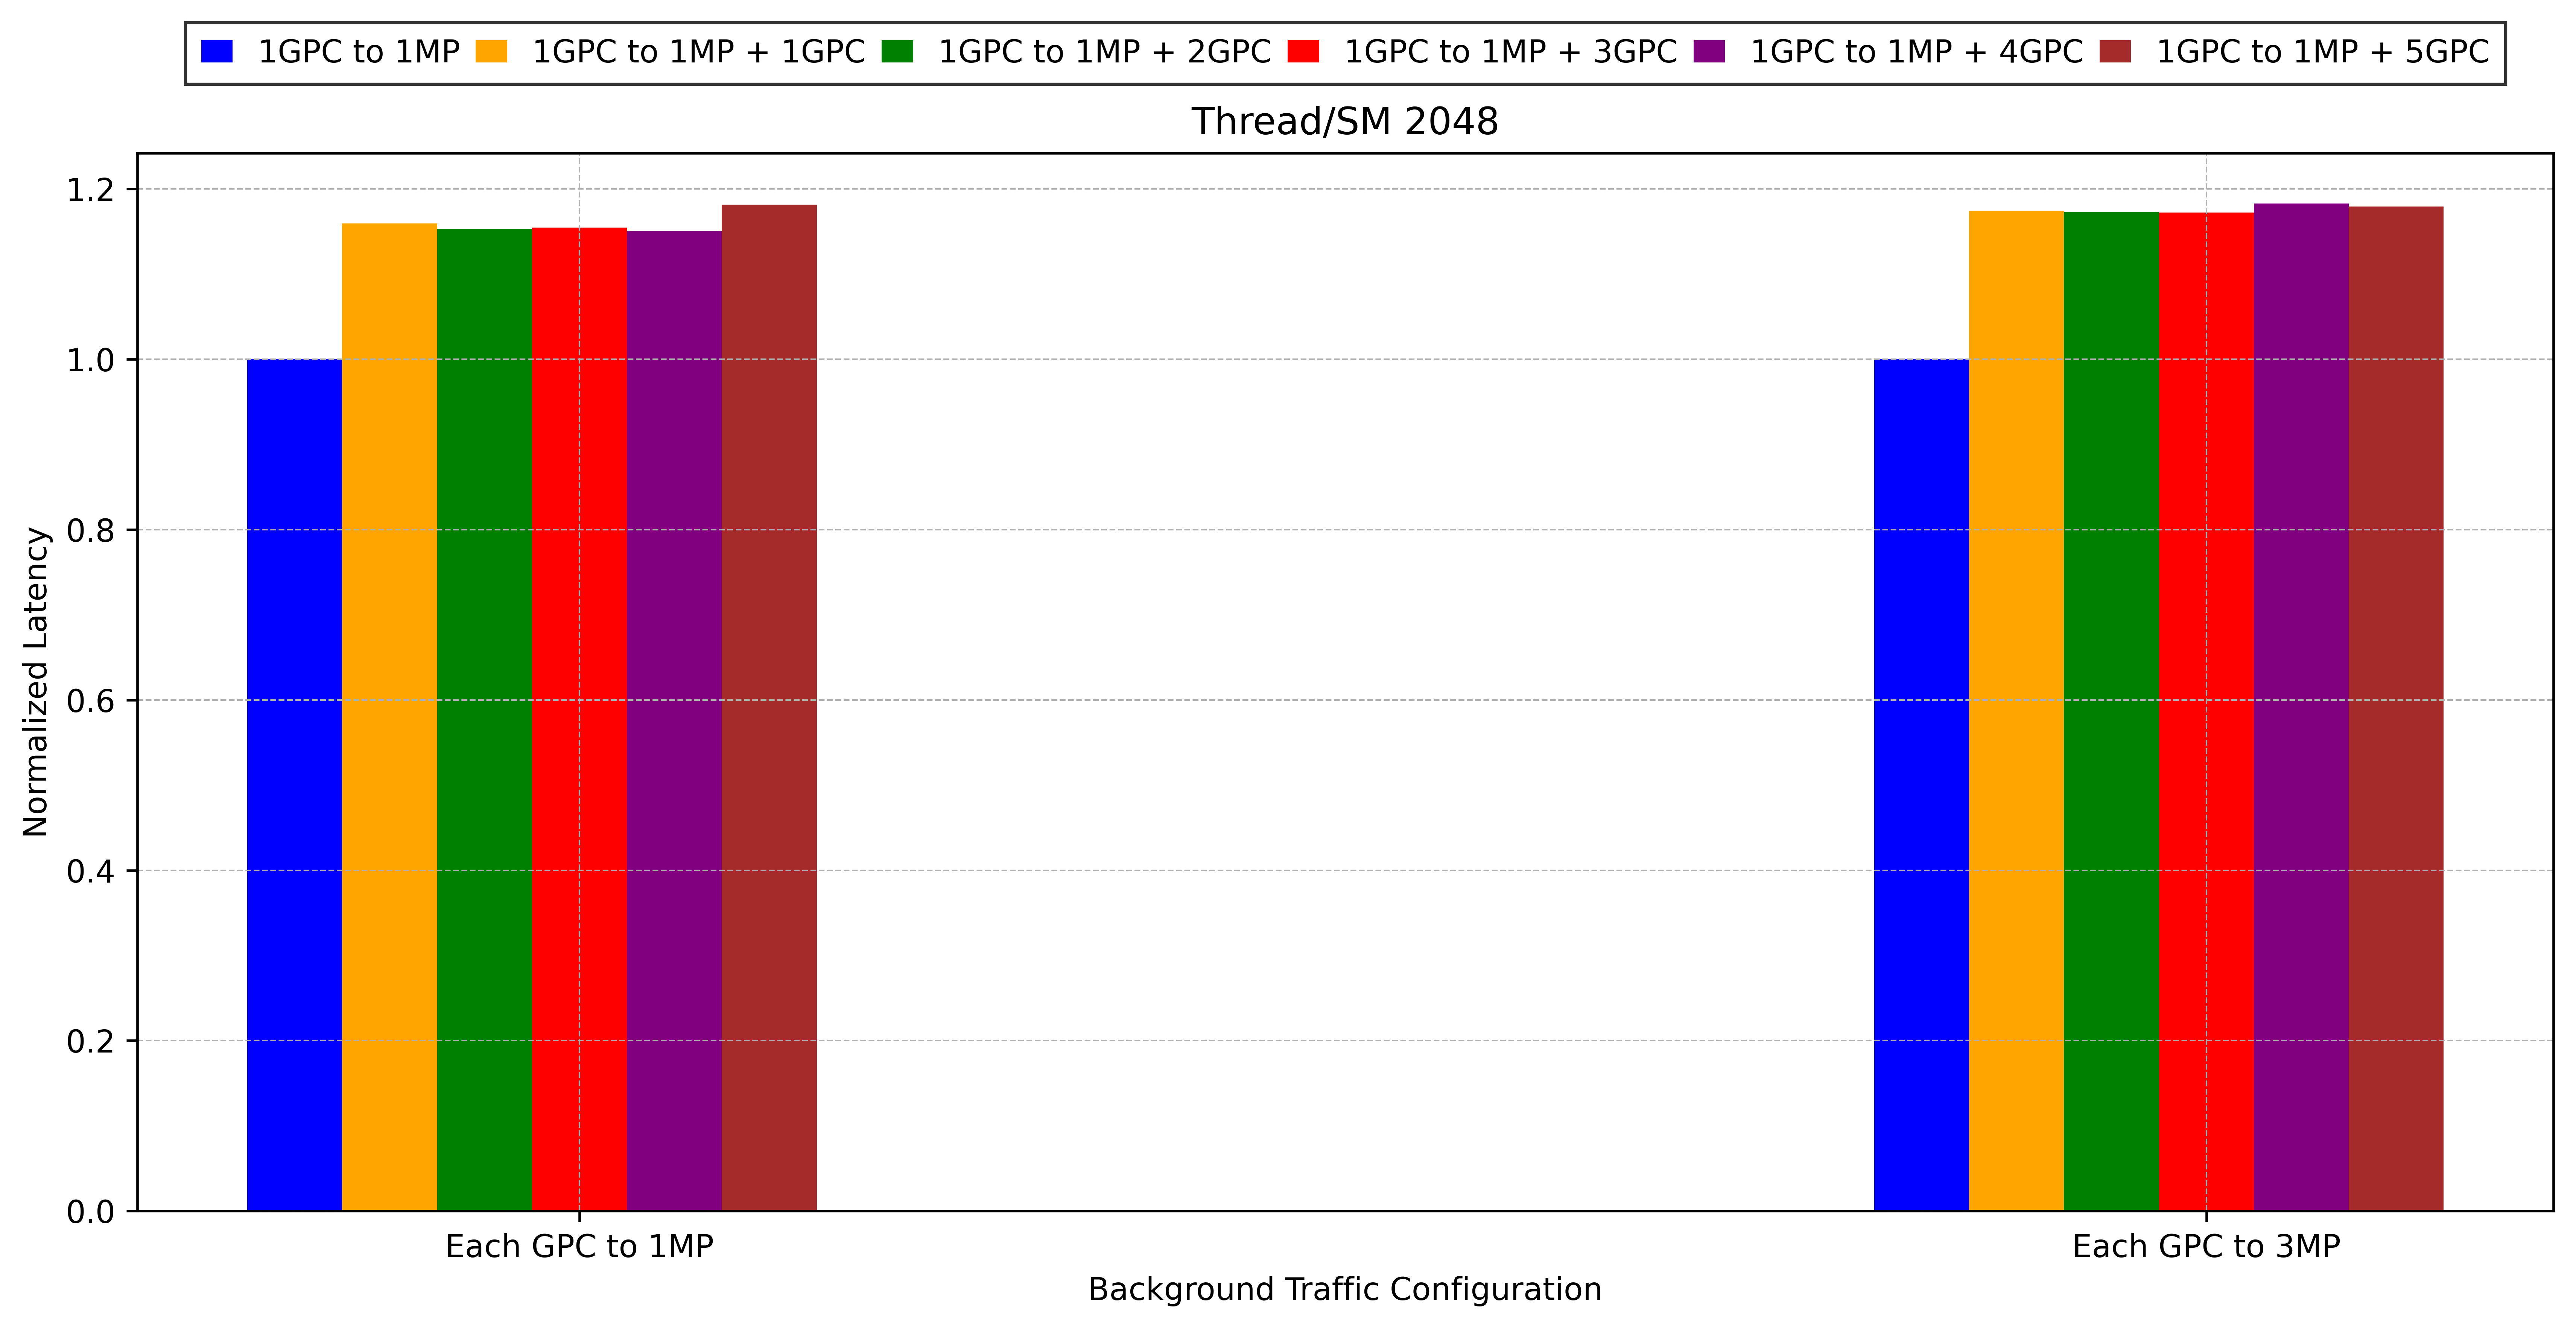 1GPC to 1MP 1GPC to 1MP + 1GPC 1GPC to 1MP + 2GPC 1GPC to 1MP + 3GPC 1GPC to 1MP + 4GPC 1GPC to 1MP + 5GPC
Thread/SM 2048
Normalized Latency
1.2
1.0
0.8
0.6
0.4
0.2
0.0
Each GPC to 1MP Each GPC to 3MP
Background Traffic Configuration